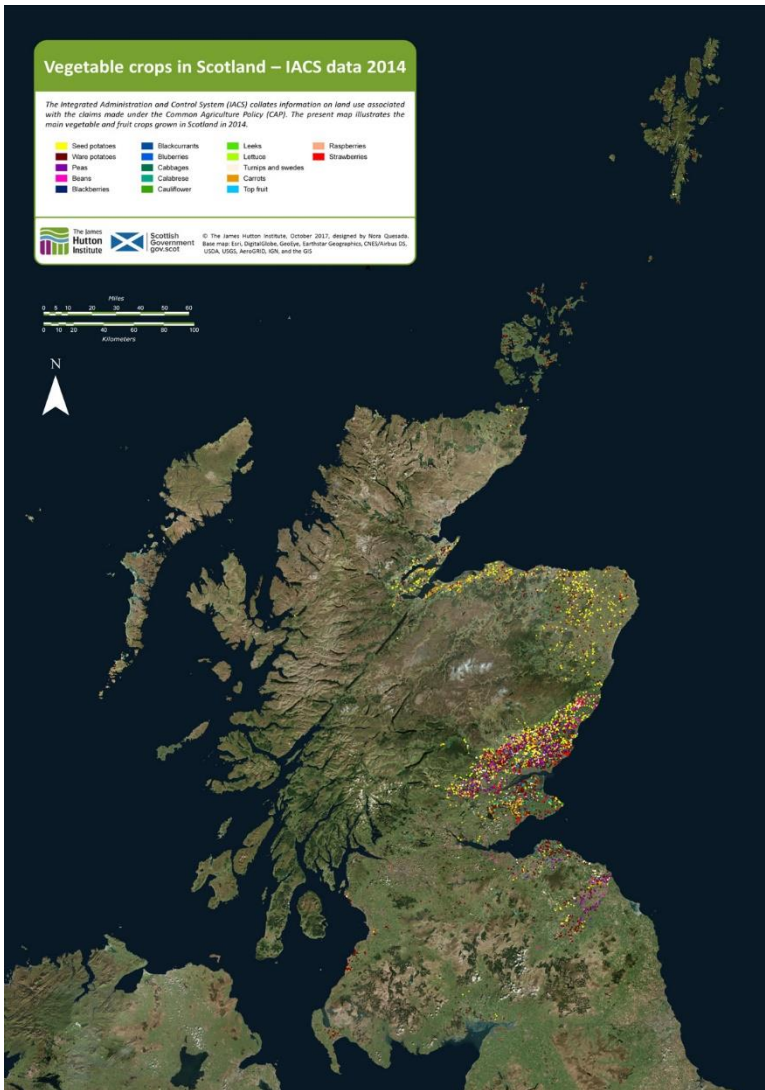 Vegetable crops in Scotland – IACS data 2014
The Integrated Administration and Control System (IACS) collates information on land use associated
with the claims made under the Common Agriculture Policy (CAP). The present map illustrates the
main vegetable and fruit crops grown in Scotland in 2014.
Seed potatoes
Ware potatoes
Peas
Beans
Blackberries
Blackcurrants
Bluberries
Cabbages
Calabrese
Cauliflower
Leeks
Lettuce
Turnips and swedes
Carrots
Top fruit
Raspberries
Strawberries
The James
Hutton
Institute
Scottish
Government
gov.scot
© The James Hutton Institute, October 2017, designed by Nora Quesada.
Base map: Esri, DigitalGlobe, GeoEye, Earthstar Geographics, CNES/Airbus DS,
USDA, USGS, AeroGRID, IGN, and the GIS
Miles
0 5 10 20 30 40 50 60
0 10 20 40 60 80 100
Kilometers
N